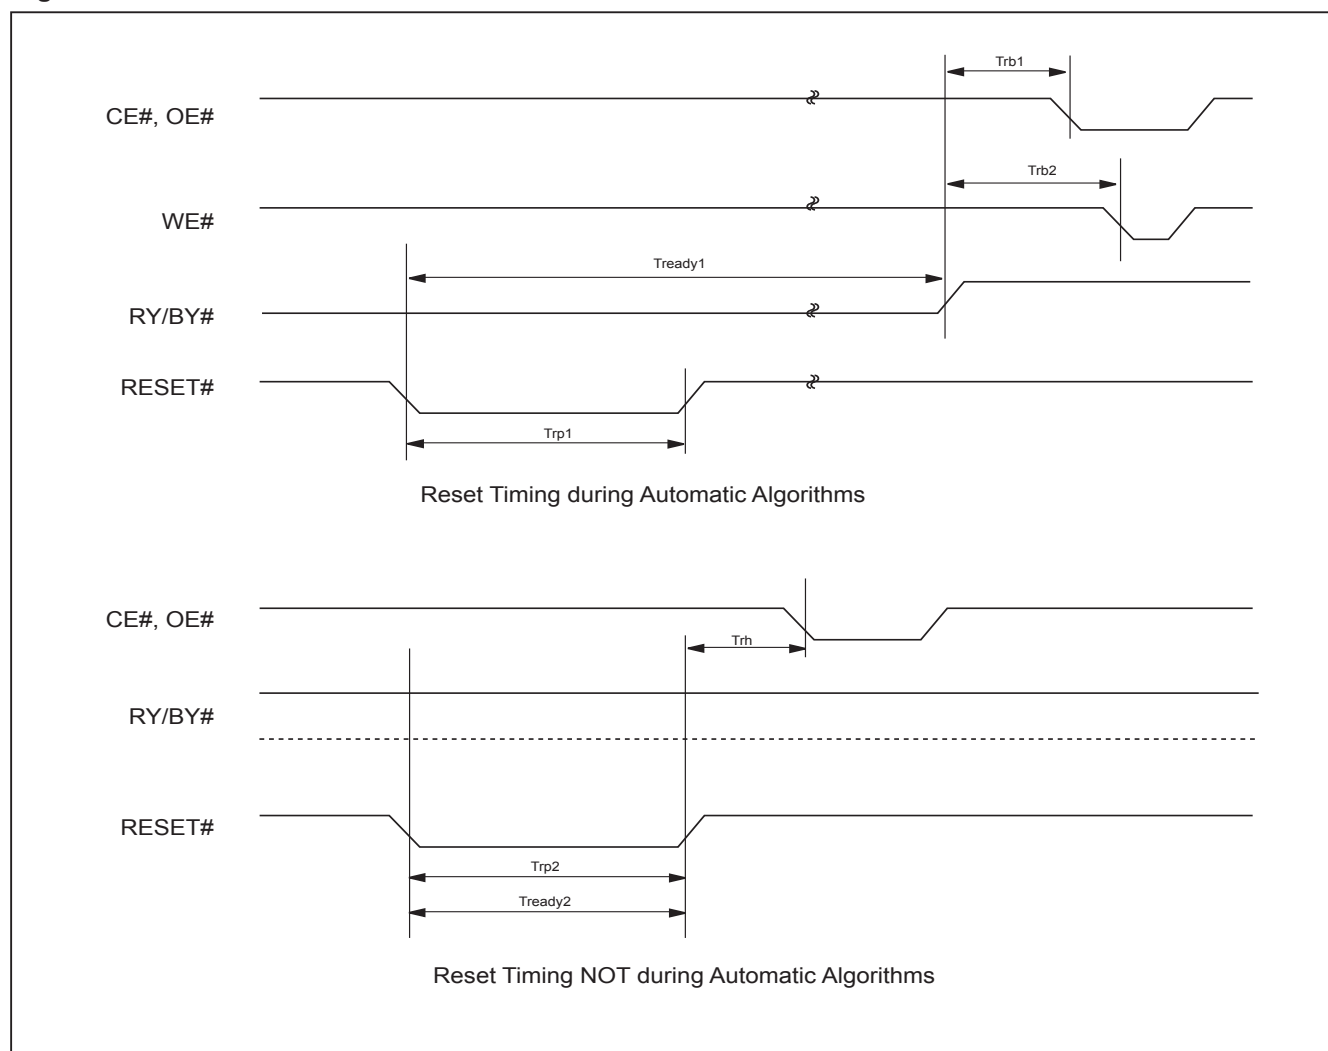 Trb1
CE#, OE#
Trb2
WE#
Tready1
RY/BY#
RESET#
Trp1
Reset Timing during Automatic Algorithms
CE#, OE#
Trh
RY/BY#
RESET#
Trp2
Tready2
Reset Timing NOT during Automatic Algorithms